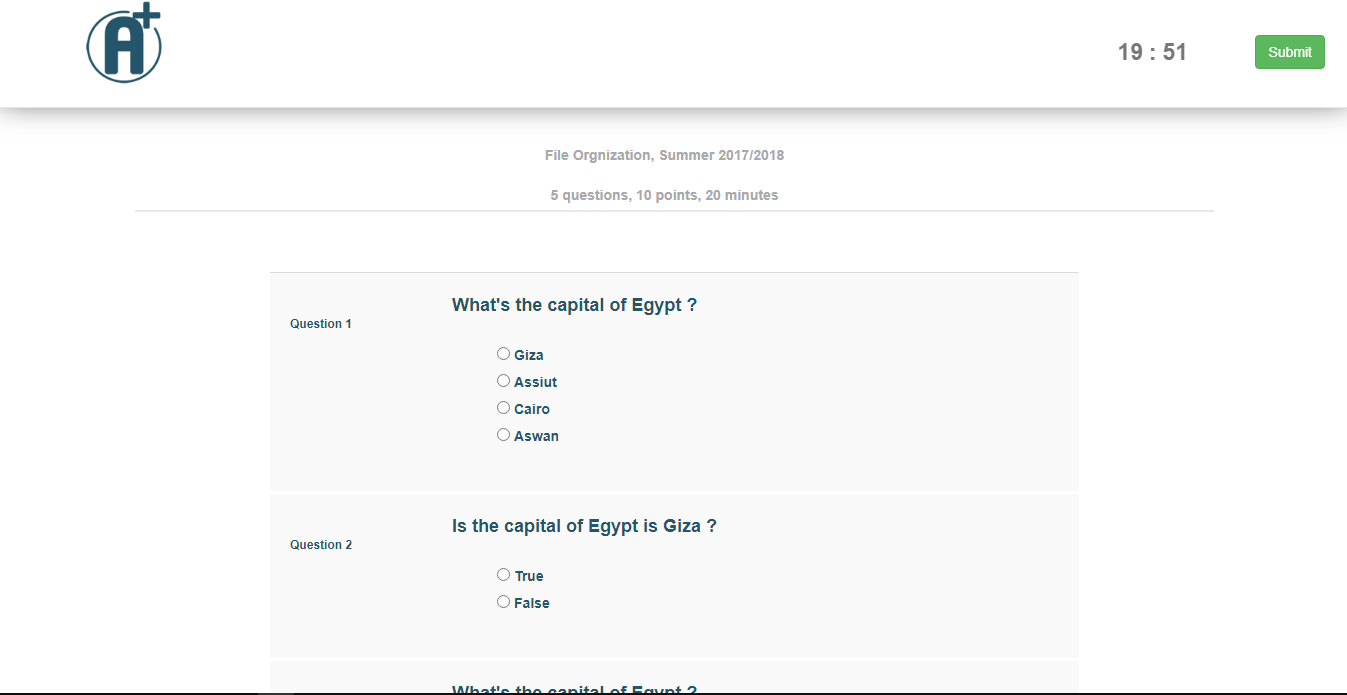 A+
19 : 51
Submit
File Orgnization, Summer 2017/2018
5 questions, 10 points, 20 minutes
Question 1
What's the capital of Egypt ?
Giza
Assiut
Cairo
Aswan
Question 2
Is the capital of Egypt is Giza ?
True
False
What's the capital of Egypt ?